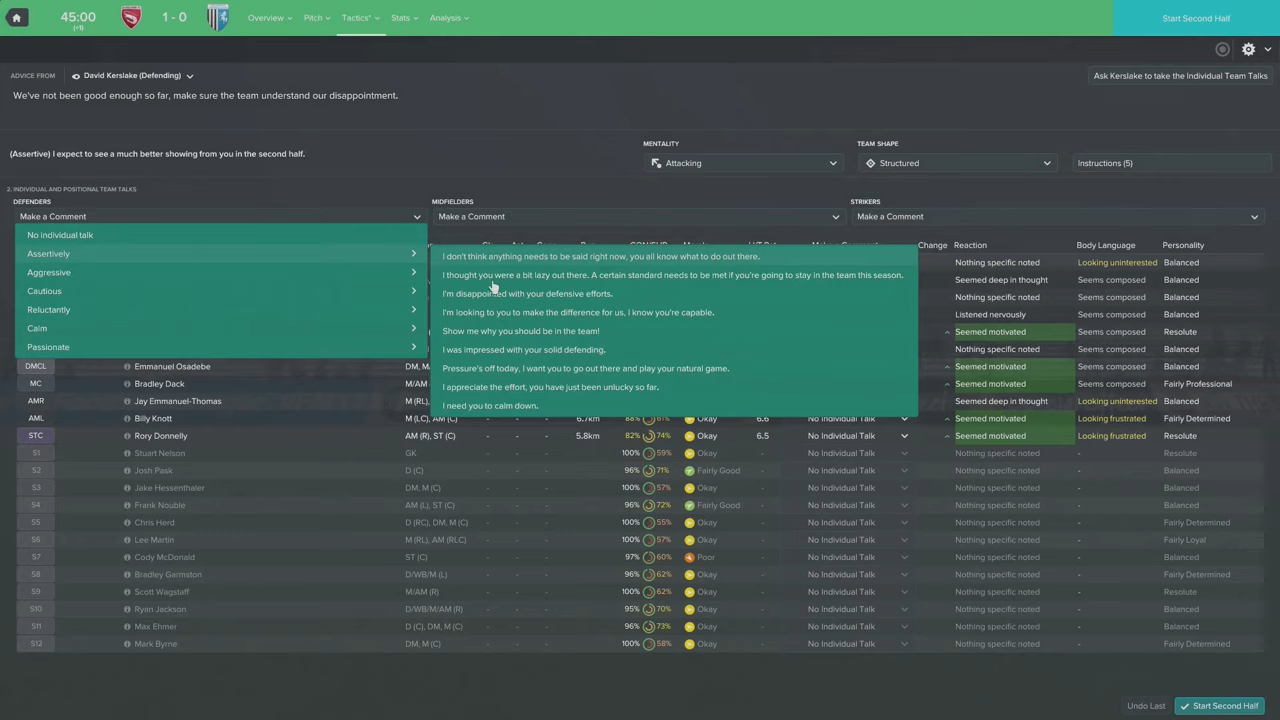 45:00
(+1)
1 - 0
Overview
Pitch
Tactics*
Stats
Analysis
Start Second Half
ADVICE FROM
David Kerslake (Defending)
Ask Kerslake to take the Individual Team Talks
We've not been good enough so far, make sure the team understand our disappointment.
MENTALITY
TEAM SHAPE
(Assertive) I expect to see a much better showing from you in the second half.
Attacking
Structured
Instructions (5)
2. INDIVIDUAL AND POSITIONAL TEAM TALKS
DEFENDERS
MIDFIELDERS
STRIKERS
Make a Comment
Make a Comment
Make a Comment
No individual talk
Assertively
Aggressive
Cautious
Reluctantly
Calm
Passionate
I don't think anything needs to be said right now, you all know what to do out there.
I thought you were a bit lazy out there. A certain standard needs to be met if you're going to stay in the team this season.
I'm disappointed with your defensive efforts.
I'm looking to you to make the difference for us, I know you're capable.
Show me why you should be in the team!
I was impressed with your solid defending.
Pressure's off today, I want you to go out there and play your natural game.
I appreciate the effort, you have just been unlucky so far.
I need you to calm down.
Change Reaction Body Language Personality
Nothing specific noted Looking uninterested Balanced
Seemed deep in thought Seems composed Balanced
Nothing specific noted Seems composed Balanced
Listened nervously Seems composed Balanced
Seemed motivated Seems composed Resolute
Nothing specific noted Seems composed Balanced
DMCL Emmanuel Osadebe DM, M Seemed motivated Seems composed Balanced
MC Bradley Dack M/AM Seemed motivated Seems composed Fairly Professional
AMR Jay Emmanuel-Thomas M (RL), Seemed deep in thought Looking uninterested Balanced
AML Billy Knott M/AM (RL) 6.7km 88% 61% Okay 6.6 No Individual Talk Seemed motivated Looking frustrated Fairly Determined
STC Rory Donnelly AM (R), ST (C) 5.8km 82% 74% Okay 6.5 No Individual Talk Seemed motivated Looking frustrated Resolute
S1 Stuart Nelson GK - - - - 100% 59% Okay - No Individual Talk Nothing specific noted - Resolute
S2 Josh Pask D (C) - - - - 96% 71% Fairly Good - No Individual Talk Nothing specific noted - Balanced
S3 Jake Hessenthaler DM, M (C) - - - - 100% 57% Okay - No Individual Talk Nothing specific noted - Balanced
S4 Frank Nouble AM (L), ST (C) - - - - 96% 72% Fairly Good - No Individual Talk Nothing specific noted - Balanced
S5 Chris Herd D (RC), DM, M (C) - - - - 100% 55% Okay - No Individual Talk Nothing specific noted - Fairly Determined
S6 Lee Martin M (RL), AM (RLC) - - - - 100% 57% Okay - No Individual Talk Nothing specific noted - Fairly Loyal
S7 Cody McDonald ST (C) - - - - 97% 60% Poor - No Individual Talk Nothing specific noted - Balanced
S8 Bradley Garmston D/WB/M (L) - - - - 96% 62% Okay - No Individual Talk Nothing specific noted - Fairly Determined
S9 Scott Wagstaff M/AM (R) - - - - 100% 62% Okay - No Individual Talk Nothing specific noted - Resolute
S10 Ryan Jackson D/WB/M/AM (R) - - - - 95% 70% Okay - No Individual Talk Nothing specific noted - Balanced
S11 Max Ehmer D (C), DM, M (C) - - - - 96% 73% Okay - No Individual Talk Nothing specific noted - Balanced
S12 Mark Byrne DM, M (C) - - - - 100% 58% Okay - No Individual Talk Nothing specific noted - Balanced
Undo Last
Start Second Half